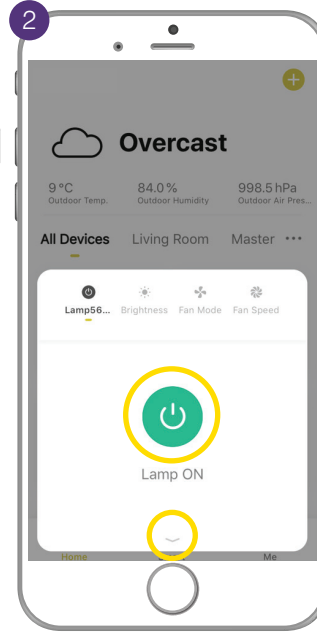 2
Overcast
9 °C 84.0 % 998.5 hPa
Outdoor Temp. Outdoor Humidity Outdoor Air Pres...
All Devices Living Room Master •••
Lamp56... Brightness Fan Mode Fan Speed
Lamp ON
Home Me